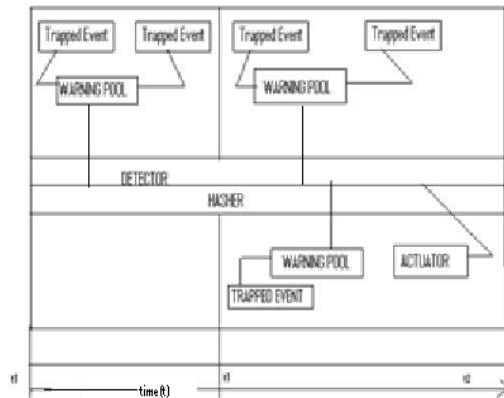 Trapped Event
Trapped Event
Trapped Event
Trapped Event
WARNING POOL
WARNING POOL
DETECTOR
HASHER
WARNING POOL
ACTUATOR
TRAPPED EVENT
time(t)